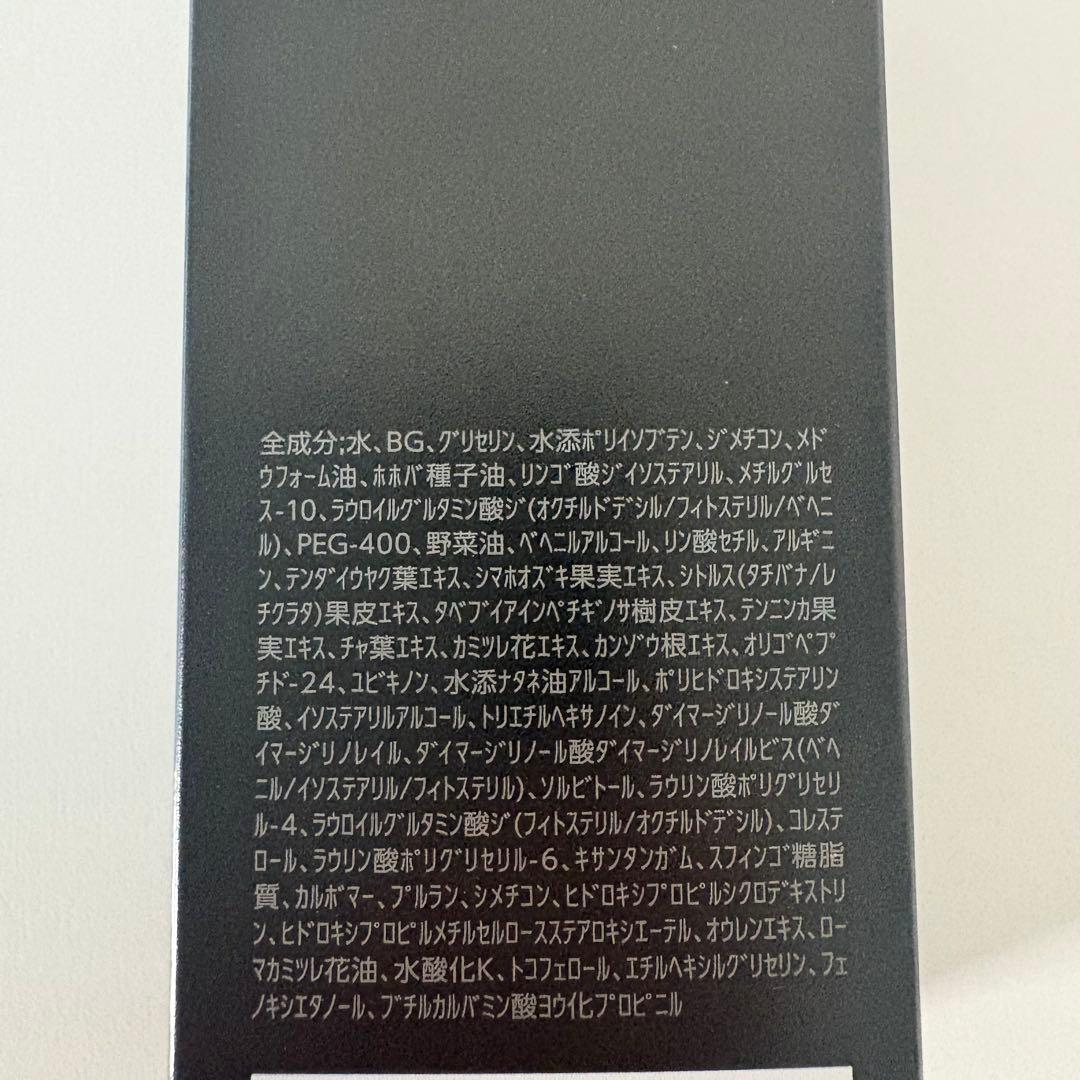 全成分;水、BG、グリセリン、水添ポリイソブテン、ジメチコン、メド
ウフォーム油、ホホバ種子油、リンゴ酸ジイソステアリル、メチルグルセ
ス-10、ラウロイルグルタミン酸ジ(オクチルドデシル/フィトステリル/ベヘニ
ル)、PEG-400、野菜油、ベヘニルアルコール、リン酸セチル、アルギニ
ン、テンダイウヤク葉エキス、シマホオズキ果実エキス、シトルス(タチバナ/レ
チクラタ)果皮エキス、タベブイアインペチギノサ樹皮エキス、テンニンカ果
実エキス、チャ葉エキス、カミツレ花エキス、カンゾウ根エキス、オリゴペプ
チド-24、ユビキノン、水添ナタネ油アルコール、ポリヒドロキシステアリン
酸、イソステアリルアルコール、トリエチルヘキサノイン、ダイマージリノール酸ダ
イマージリノレイル、ダイマージリノール酸ダイマージリノレイルビス(ベヘ
ニル/イソステアリル/フィトステリル)、ソルビトール、ラウリン酸ポリグリセリ
ル-4、ラウロイルグルタミン酸ジ(フィトステリル/オクチルドデシル)、コレステ
ロール、ラウリン酸ポリグリセリル-6、キサンタンガム、スフィンゴ糖脂
質、カルボマー、プルラン、シメチコン、ヒドロキシプロピルシクロデキストリ
ン、ヒドロキシプロピルメチルセルロースステアロキシエーテル、オウレンエキス、ロー
マカミツレ花油、水酸化K、トコフェロール、エチルヘキシルグリセリン、フェ
ノキシエタノール、ブチルカルバミン酸ヨウ化プロピニル